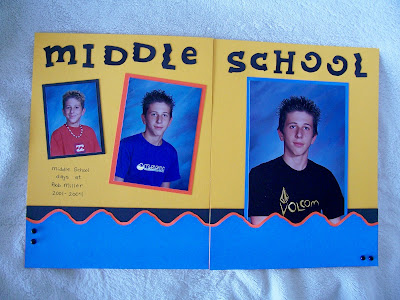 MiDDLe SCHOOL
Middle School
days at
Bob Miller
2001-2004
VOLCOM